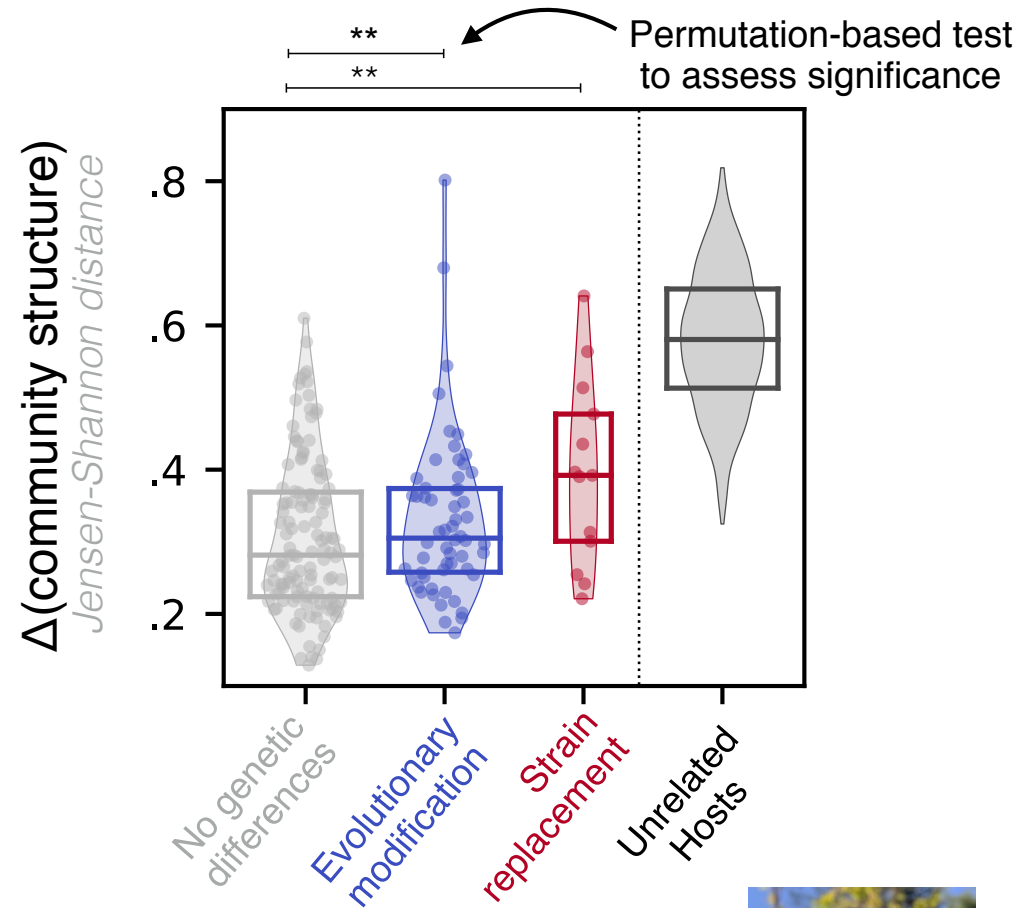 **
**
Permutation-based test
to assess significance
Δ(community structure)
Jensen-Shannon distance
.8
.6
.4
.2
No genetic
differences
Evolutionary
modification
Strain
replacement
Unrelated
Hosts